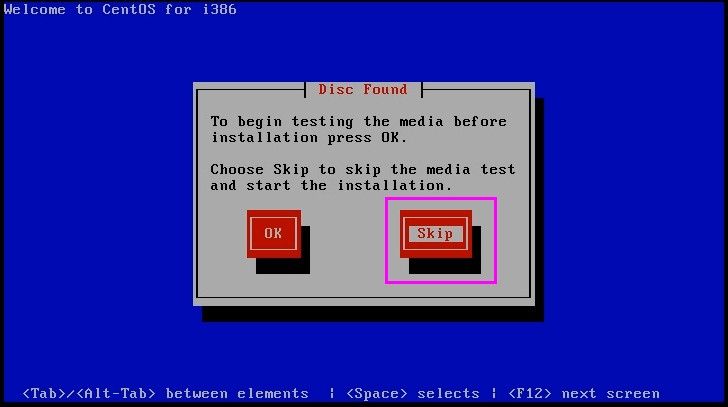 Welcome to CentOS for i386
Disc Found
To begin testing the media before
installation press OK.
Choose Skip to skip the media test
and start the installation.
OK
Skip
<Tab>/<Alt-Tab> between elements | <Space> selects | <F12> next screen